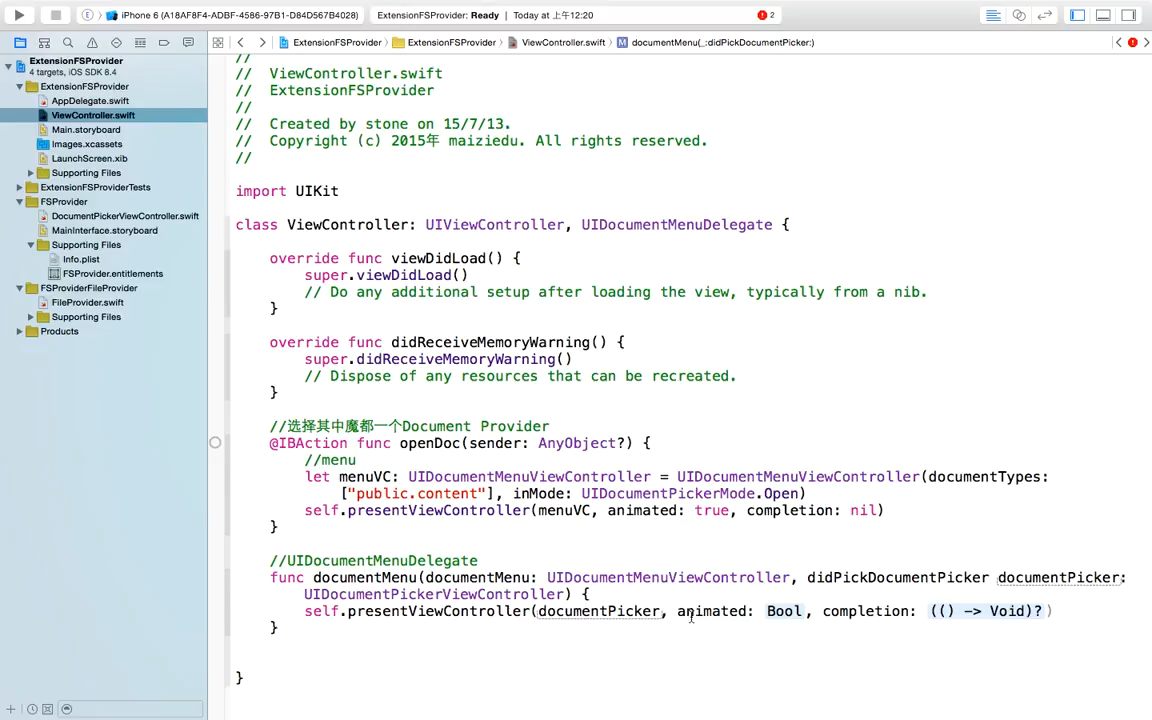 iPhone 6 (A18AF8F4-ADBF-4586-97B1-D84D567B4028)
ExtensionFSProvider: Ready | Today at 上午12:20
2
ExtensionFSProvider
ExtensionFSProvider
ViewController.swift
M documentMenu(_:didPickDocumentPicker:)
ExtensionFSProvider
4 targets, iOS SDK 8.4
ExtensionFSProvider
AppDelegate.swift
ViewController.swift
Main.storyboard
Images.xcassets
LaunchScreen.xib
Supporting Files
ExtensionFSProviderTests
FSProvider
DocumentPickerViewController.swift
MainInterface.storyboard
Supporting Files
Info.plist
FSProvider.entitlements
FSProviderFileProvider
FileProvider.swift
Supporting Files
Products
//
//  ViewController.swift
//  ExtensionFSProvider
//
//  Created by stone on 15/7/13.
//  Copyright (c) 2015年 maiziedu. All rights reserved.
//
import UIKit
class ViewController: UIViewController, UIDocumentMenuDelegate {
override func viewDidLoad() {
super.viewDidLoad()
// Do any additional setup after loading the view, typically from a nib.
}
override func didReceiveMemoryWarning() {
super.didReceiveMemoryWarning()
// Dispose of any resources that can be recreated.
}
//选择其中魔都一个Document Provider
@IBAction func openDoc(sender: AnyObject?) {
//menu
let menuVC: UIDocumentMenuViewController = UIDocumentMenuViewController(documentTypes:
["public.content"], inMode: UIDocumentPickerMode.Open)
self.presentViewController(menuVC, animated: true, completion: nil)
}
//UIDocumentMenuDelegate
func documentMenu(documentMenu: UIDocumentMenuViewController, didPickDocumentPicker documentPicker:
UIDocumentPickerViewController) {
self.presentViewController(documentPicker, animated: Bool, completion: (() -> Void)?)
}
}